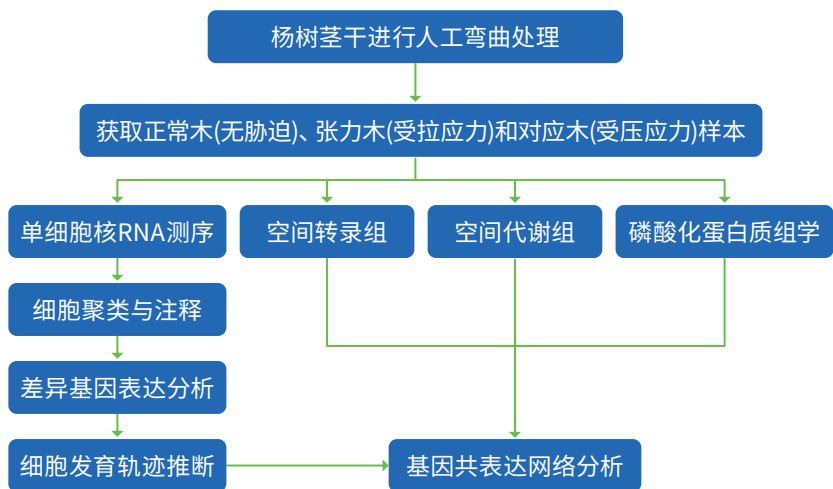 杨树茎干进行人工弯曲处理
获取正常木(无胁迫)、张力木(受拉应力)和对应木(受压应力)样本
单细胞核RNA测序
空间转录组
空间代谢组
磷酸化蛋白质组学
细胞聚类与注释
差异基因表达分析
细胞发育轨迹推断
基因共表达网络分析